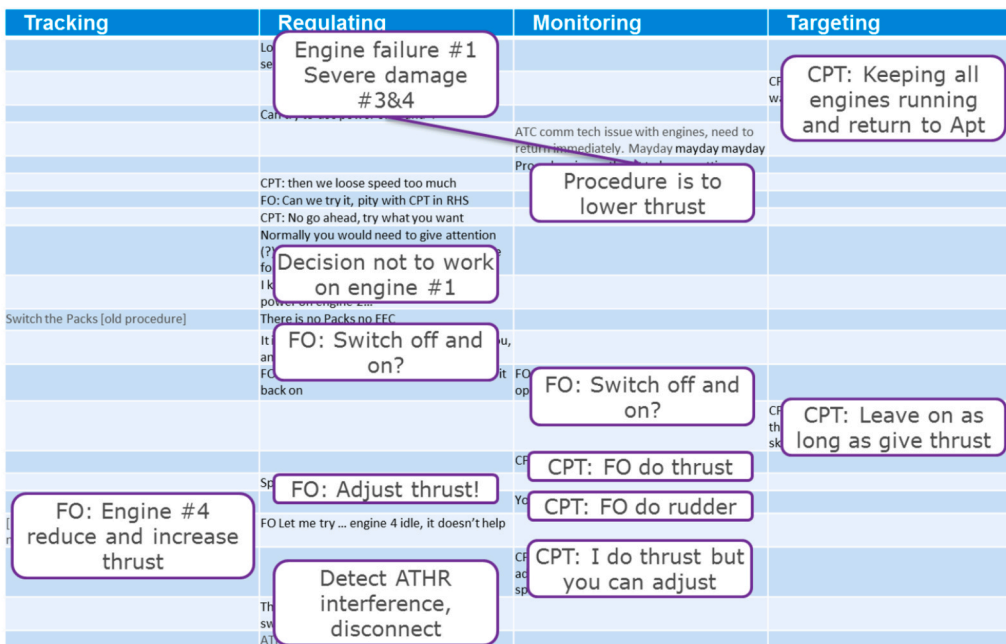 Tracking
Regulating
Monitoring
Targeting
Engine failure #1
Severe damage
#3&4
CPT: Keeping all
engines running
and return to Apt
ATC comm tech issue with engines, need to
return immediately. Mayday mayday mayday
Procedure is to
lower thrust
CPT: then we loose speed too much
FO: Can we try it, pity with CPT in RHS
CPT: No go ahead, try what you want
Normally you would need to give attention
(?)
Decision not to work
on engine #1
Switch the Packs [old procedure]
There is no Packs no EEC
FO: Switch off and
on?
back on
FO: Switch off and
on?
CPT: Leave on as
long as give thrust
CPT: FO do thrust
FO: Adjust thrust!
CPT: FO do rudder
FO: Engine #4
reduce and increase
thrust
FO Let me try ... engine 4 idle, it doesn't help
CPT: I do thrust but
you can adjust
Detect ATHR
interference,
disconnect